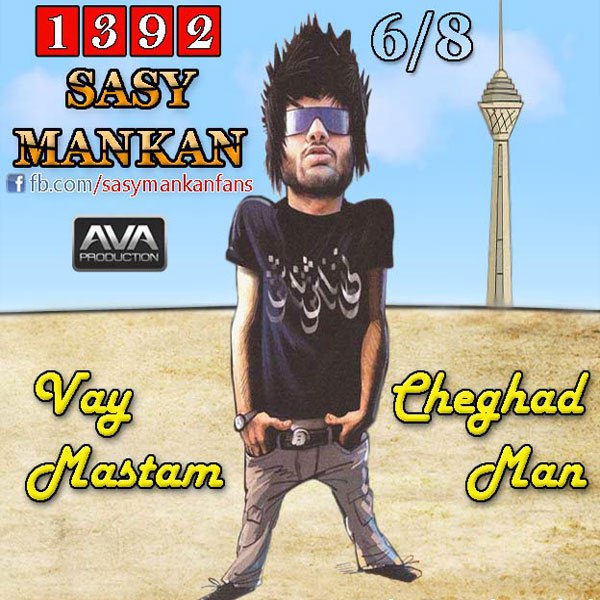 1392
6/8
SASY
MANKAN
f fb.com/sasymankanfans
AVA
PRODUCTION
Vay
Mastam
Cheghad
Man